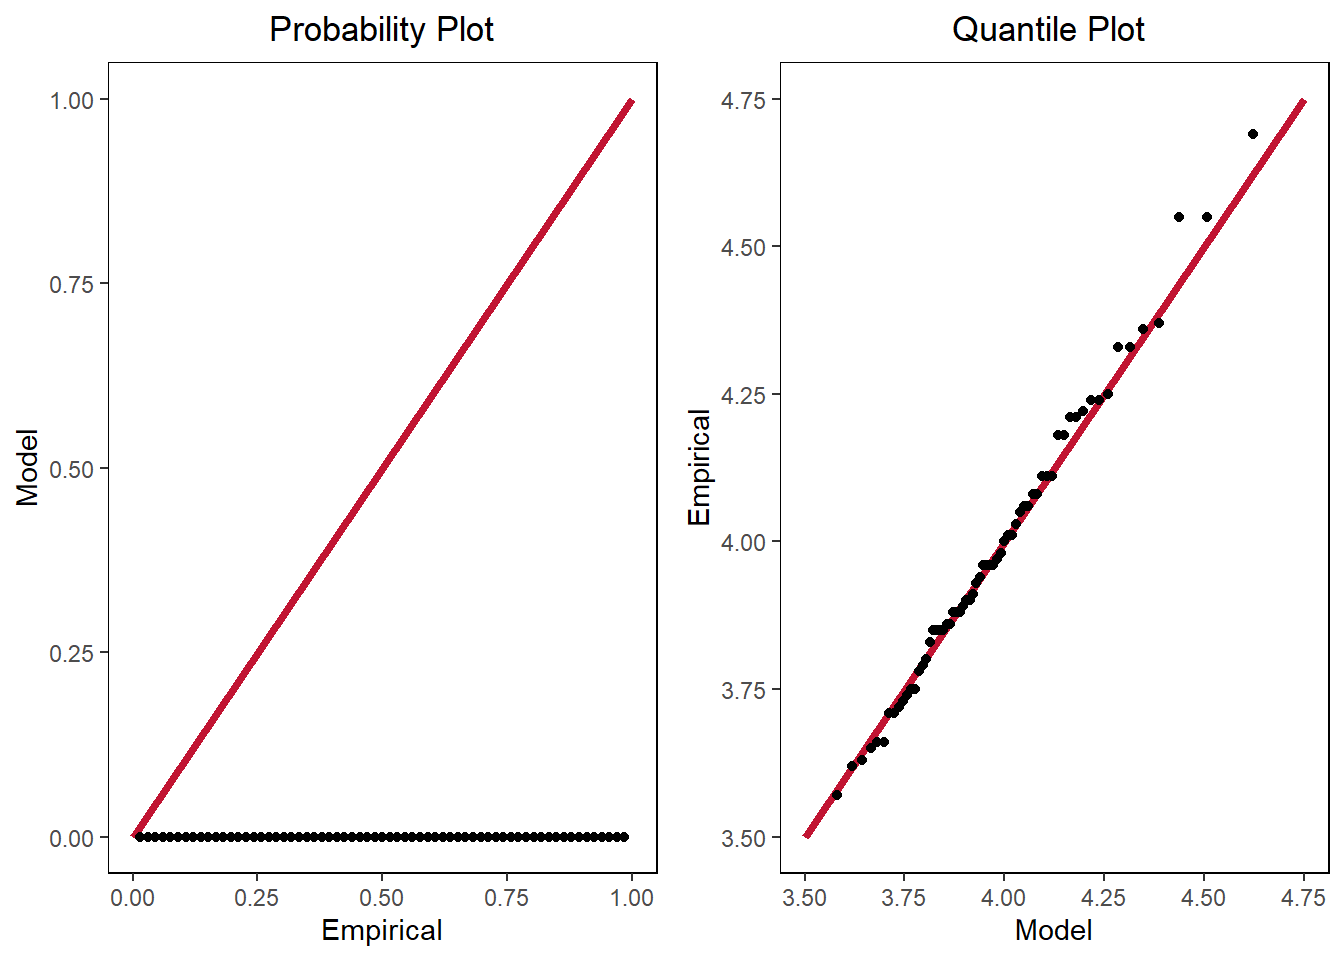 Probability Plot
1.00
0.75
0.50
0.25
0.00
Model
0.00 0.25 0.50 0.75 1.00
Empirical
Quantile Plot
4.75
4.50
4.25
4.00
3.75
3.50
Empirical
3.50 3.75 4.00 4.25 4.50 4.75
Model